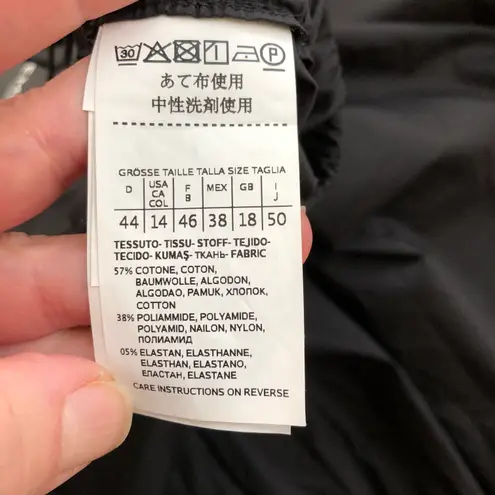 30 P
あて布使用
中性洗剤使用
GRÖSSE TAILLE TALLA SIZE TAGLIA
D USA CA COL F B MEX GB I J
44 14 46 38 18 50
TESSUTO- TISSU- STOFF- TEJIDO-
TECIDO- KUMAŞ- ТКАНЬ- FABRIC
57% COTONE, COTON,
BAUMWOLLE, ALGODON,
ALGODAO, PAMUK, ХЛОПОК,
COTTON
38% POLIAMMIDE, POLYAMIDE,
POLYAMID, NAILON, NYLON,
ПОЛИАМИД
05% ELASTAN, ELASTHANNE,
ELASTHAN, ELASTANO,
ЕЛАСТАН, ELASTANE
CARE INSTRUCTIONS ON REVERSE